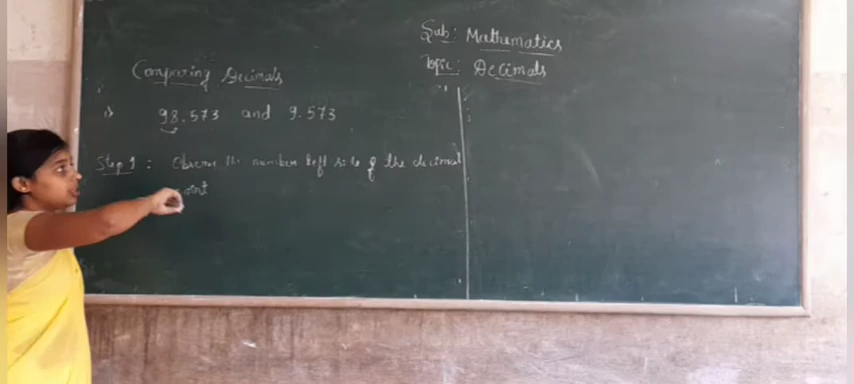 Sub: Mathematics
Topic: Decimals
Comparing Decimals
1) 98.573 and 9.573
Step 1: Observe the number left side of the decimal
point